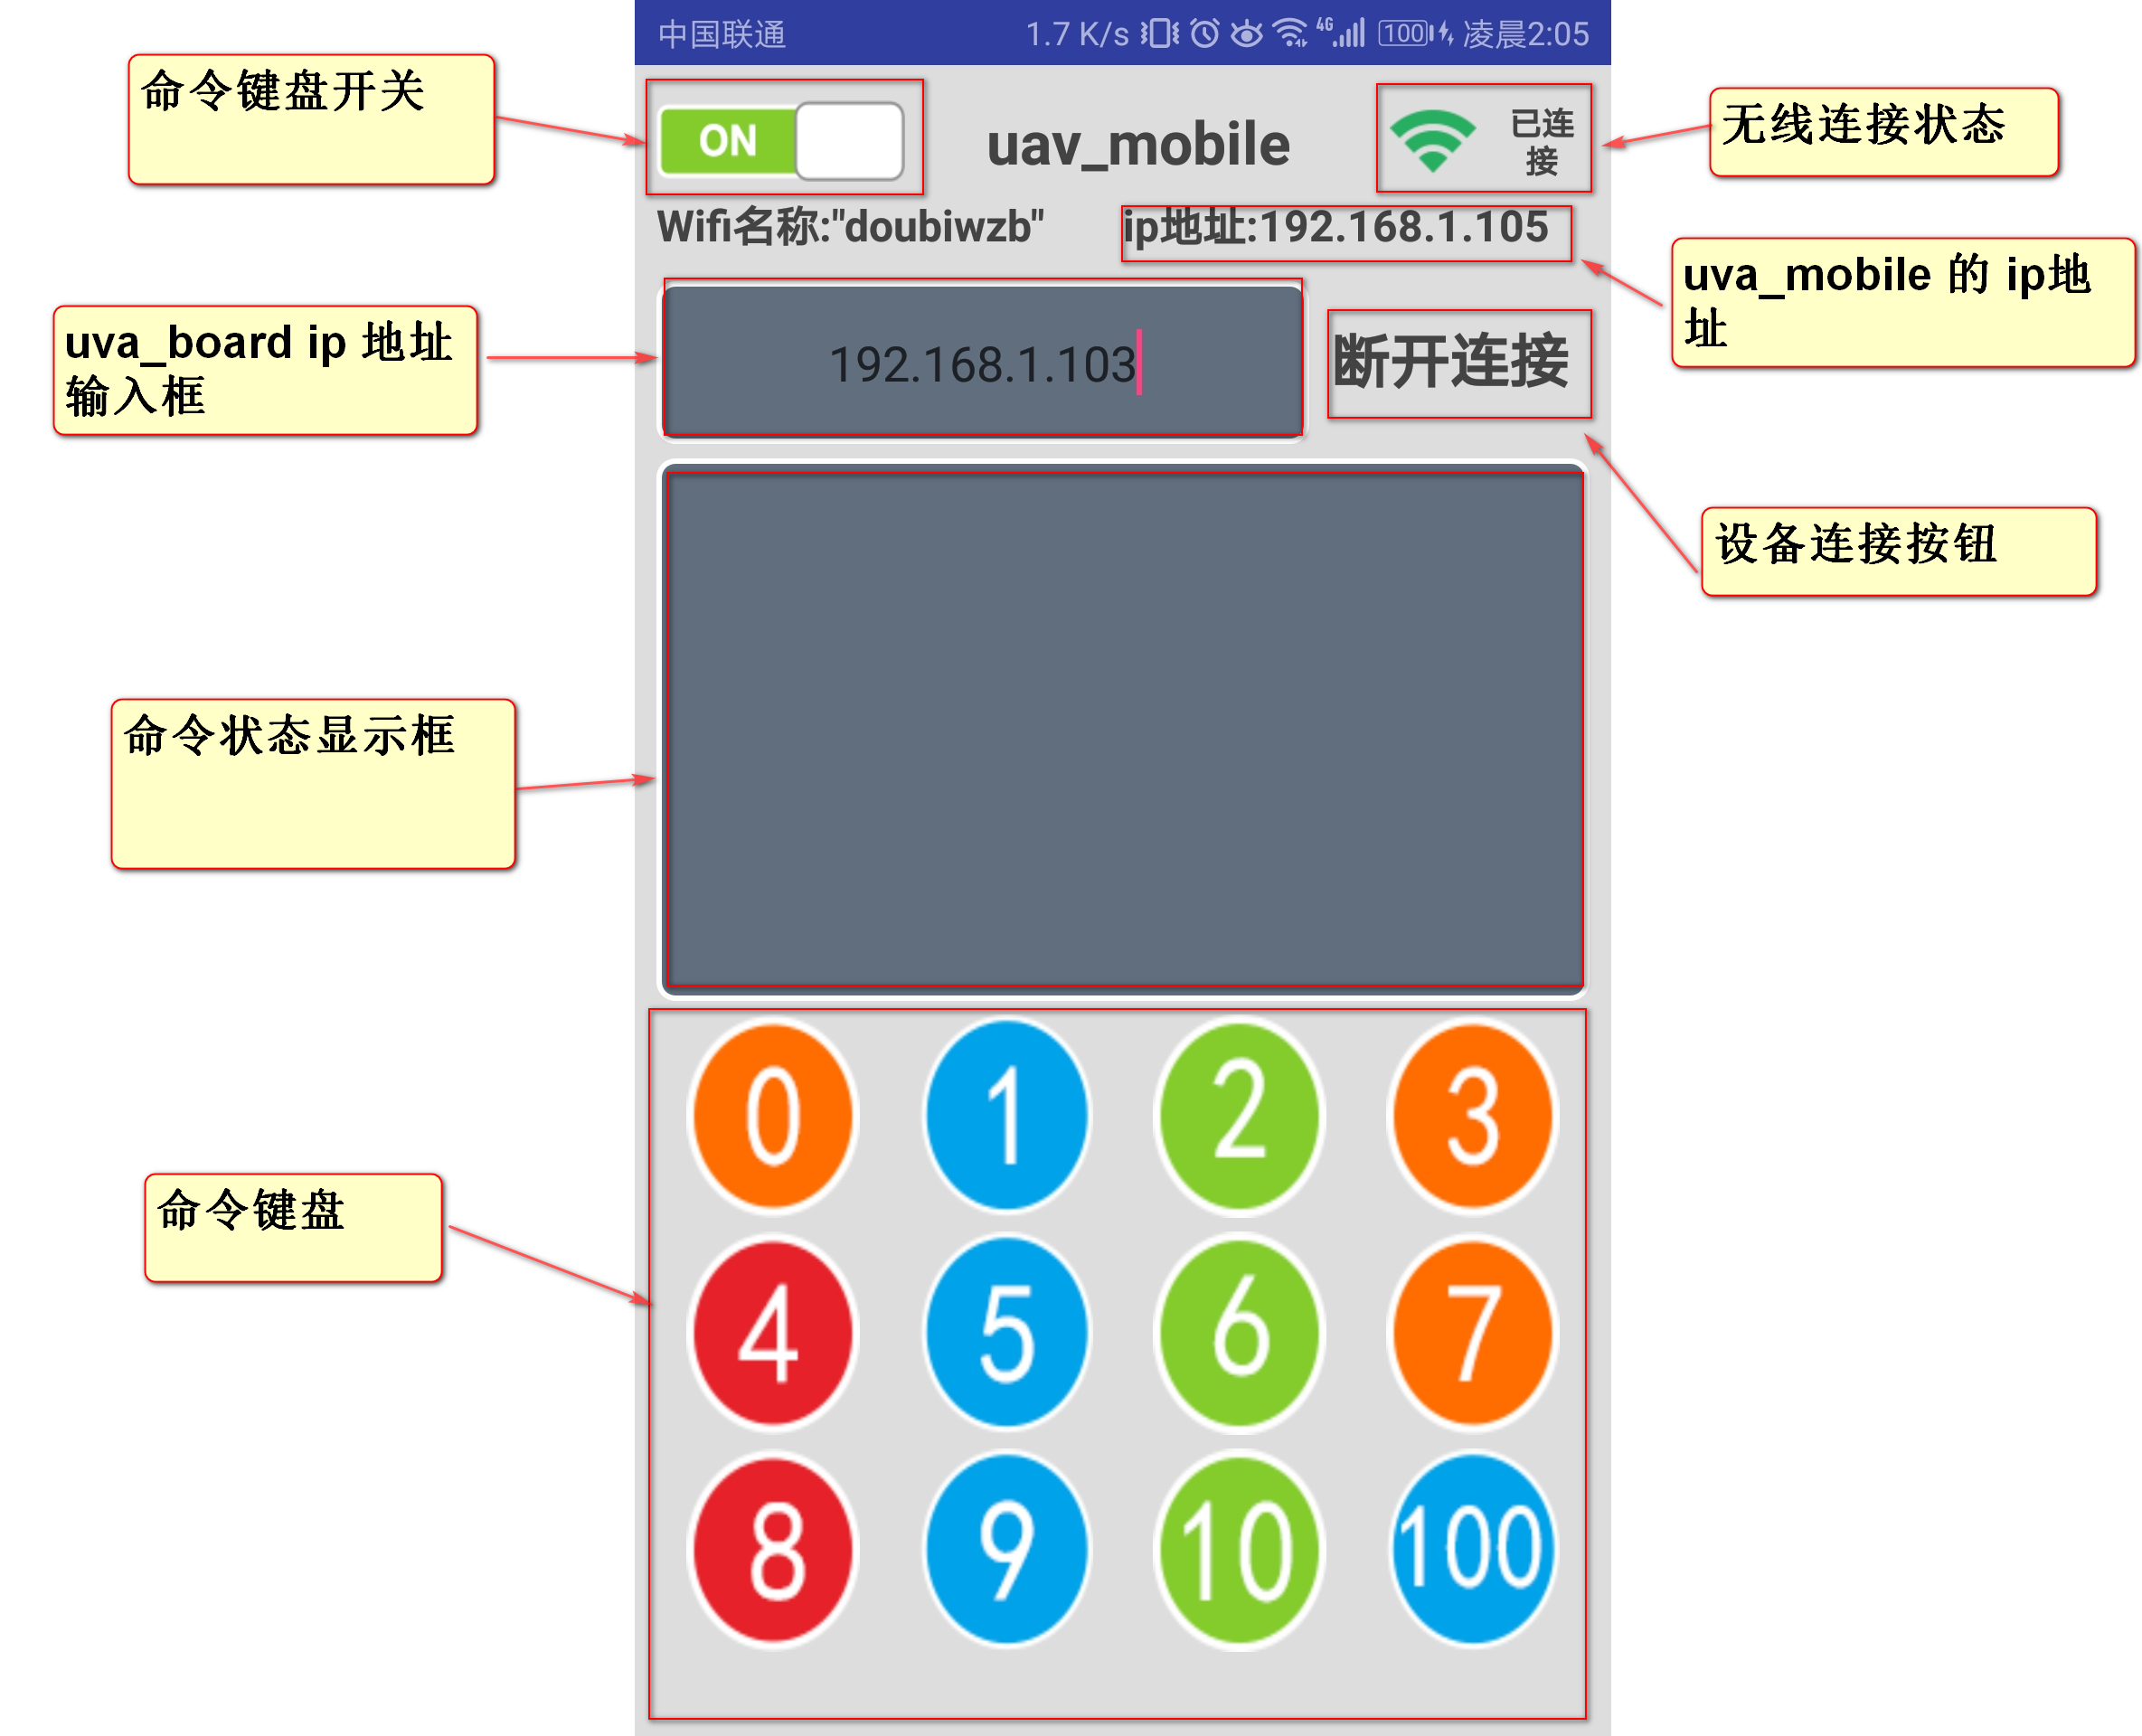 中国联通
1.7 K/s
4G
100
凌晨2:05
命令键盘开关
ON
uav_mobile
已连
接
无线连接状态
Wifi名称:"doubiwzb"
ip地址:192.168.1.105
uva_mobile 的 ip地
址
uva_board ip 地址
输入框
192.168.1.103
断开连接
设备连接按钮
命令状态显示框
命令键盘
0 1 2 3
4 5 6 7
8 9 10 100